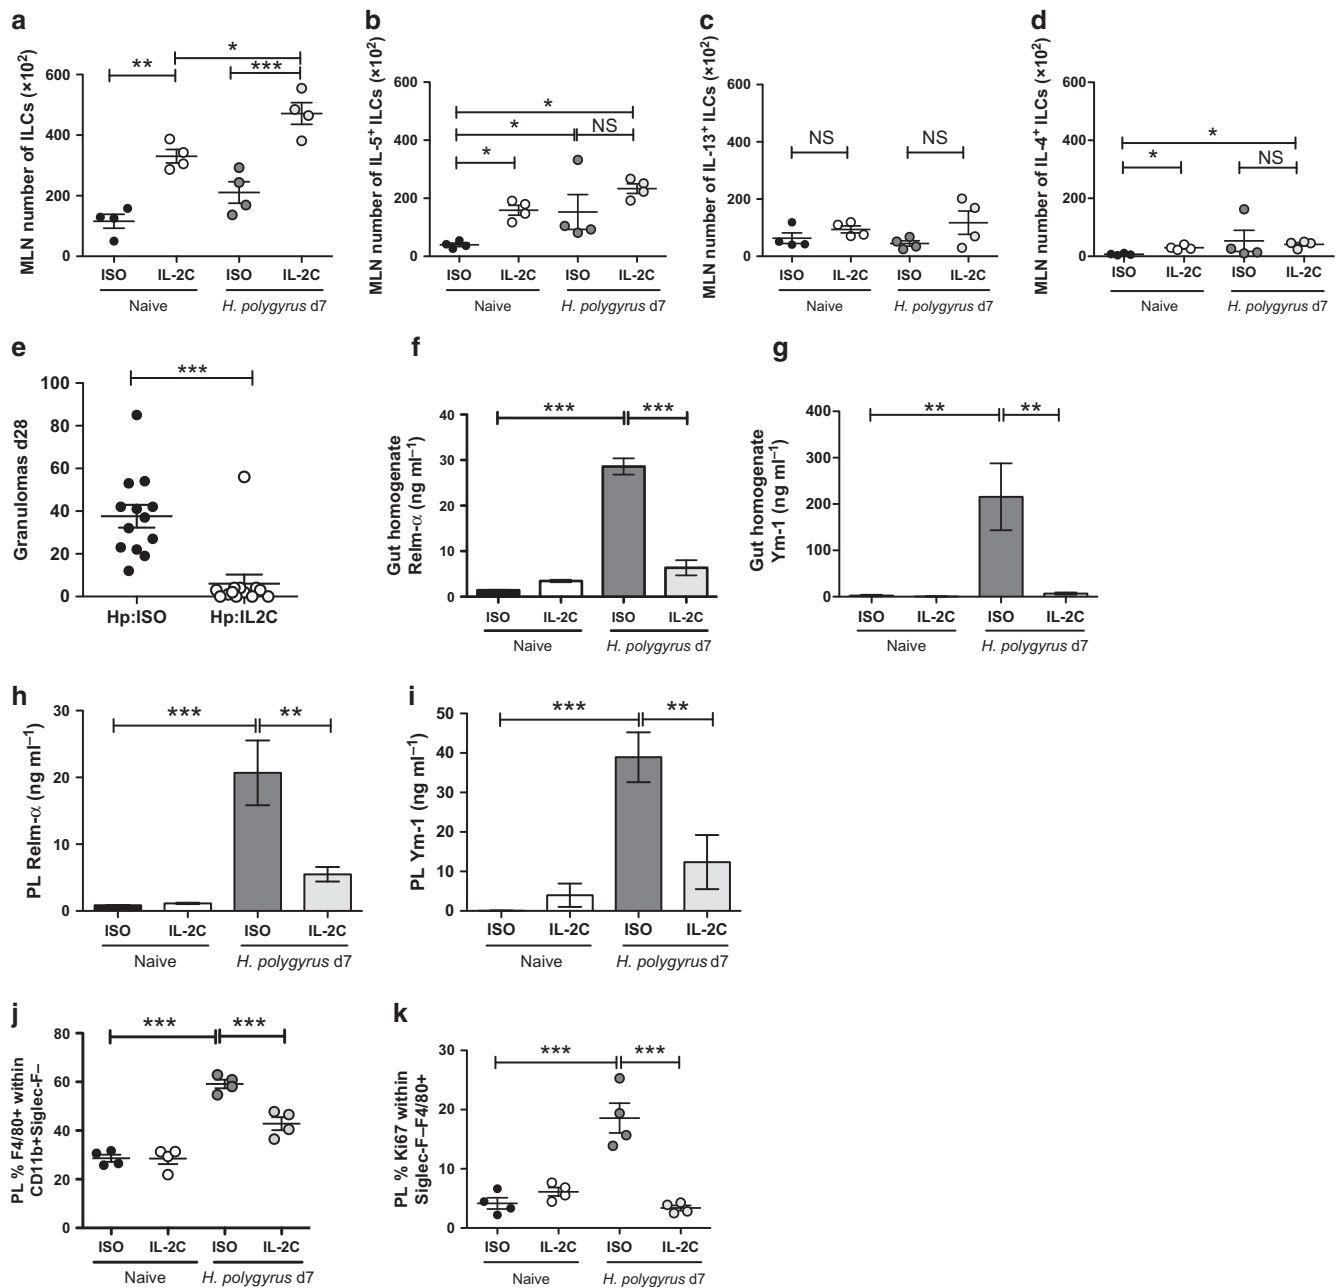 a
MLN number of ILCs (×10²)
600
400
200
0
**
*
***
ISO
IL-2C
ISO
IL-2C
Naive
H. polygyrus d7
b
MLN number of IL-5⁺ ILCs (×10²)
600
400
200
0
*
*
NS
*
ISO
IL-2C
ISO
IL-2C
Naive
H. polygyrus d7
c
MLN number of IL-13⁺ ILCs (×10²)
600
400
200
0
NS
NS
ISO
IL-2C
ISO
IL-2C
Naive
H. polygyrus d7
d
MLN number of IL-4⁺ ILCs (×10²)
600
400
200
0
*
*
NS
ISO
IL-2C
ISO
IL-2C
Naive
H. polygyrus d7
e
Granulomas d28
100
80
60
40
20
0
***
Hp:ISO
Hp:IL2C
f
Gut homogenate
Relm-α (ng ml⁻¹)
40
30
20
10
0
***
***
ISO
IL-2C
ISO
IL-2C
Naive
H. polygyrus d7
g
Gut homogenate
Ym-1 (ng ml⁻¹)
400
300
200
100
0
**
**
ISO
IL-2C
ISO
IL-2C
Naive
H. polygyrus d7
h
PL Relm-α (ng ml⁻¹)
30
20
10
0
***
**
ISO
IL-2C
ISO
IL-2C
Naive
H. polygyrus d7
i
PL Ym-1 (ng ml⁻¹)
50
40
30
20
10
0
***
**
ISO
IL-2C
ISO
IL-2C
Naive
H. polygyrus d7
j
PL % F4/80+ within
CD11b+Siglec-F–
80
60
40
20
0
***
***
ISO
IL-2C
ISO
IL-2C
Naive
H. polygyrus d7
k
PL % Ki67 within
Siglec-F–F4/80+
30
20
10
0
***
***
ISO
IL-2C
ISO
IL-2C
Naive
H. polygyrus d7